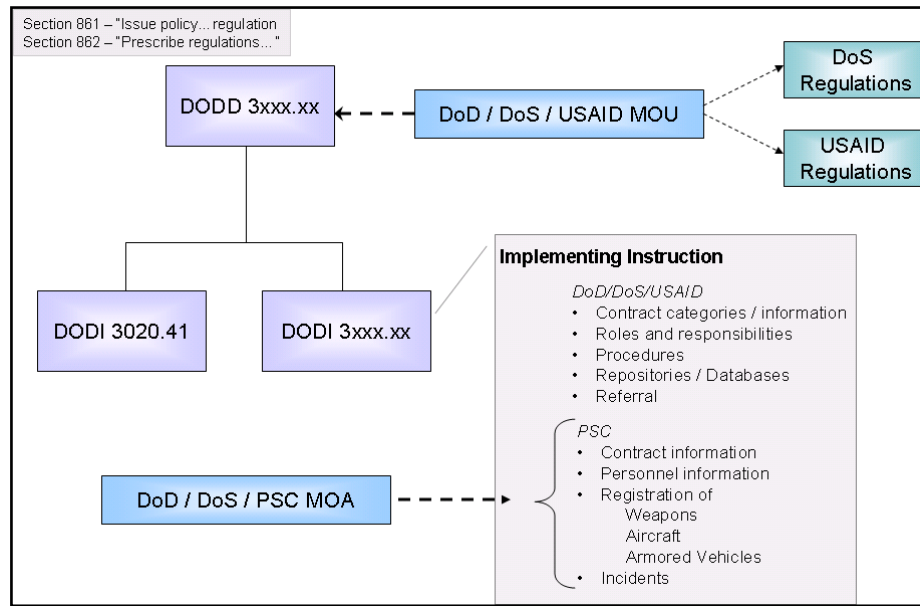 Section 861 – "Issue policy... regulation
Section 862 – "Prescribe regulations..."
DODD 3xxx.xx
DoD / DoS / USAID MOU
DoS
Regulations
USAID
Regulations
DODI 3020.41
DODI 3xxx.xx
Implementing Instruction
DoD/DoS/USAID
• Contract categories / information
• Roles and responsibilities
• Procedures
• Repositories / Databases
• Referral
DoD / DoS / PSC MOA
PSC
• Contract information
• Personnel information
• Registration of
Weapons
Aircraft
Armored Vehicles
• Incidents